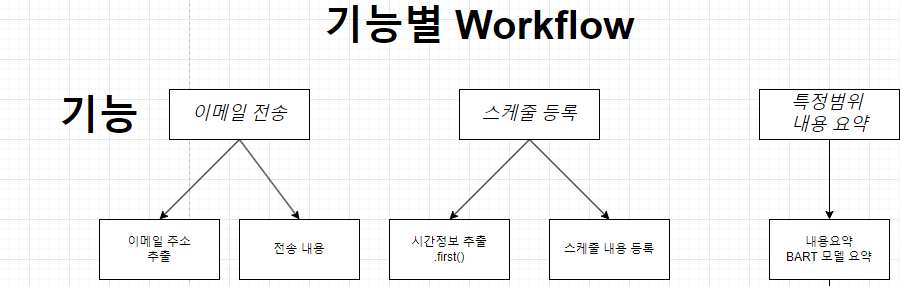 기능별 Workflow
기능
이메일 전송
스케줄 등록
특정범위
내용 요약
이메일 주소
추출
전송 내용
시간정보 추출
.first()
스케줄 내용 등록
내용요약
BART 모델 요약